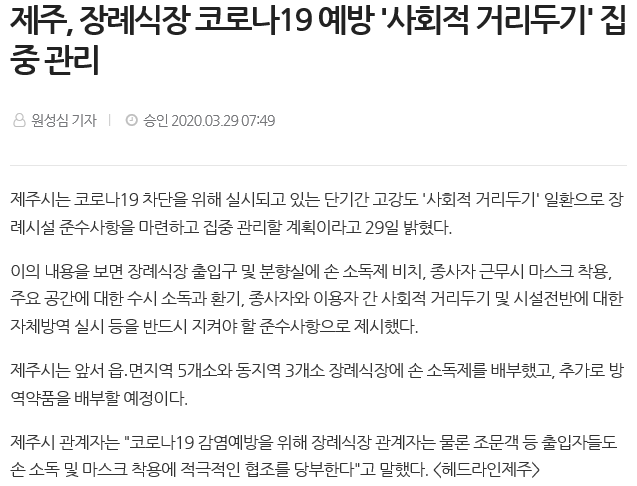 제주, 장례식장 코로나19 예방 '사회적 거리두기' 집
중 관리
원성심 기자 | 승인 2020.03.29 07:49
제주시는 코로나19 차단을 위해 실시되고 있는 단기간 고강도 '사회적 거리두기' 일환으로 장
례시설 준수사항을 마련하고 집중 관리할 계획이라고 29일 밝혔다.
이의 내용을 보면 장례식장 출입구 및 분향실에 손 소독제 비치, 종사자 근무시 마스크 착용,
주요 공간에 대한 수시 소독과 환기, 종사자와 이용자 간 사회적 거리두기 및 시설전반에 대한
자체방역 실시 등을 반드시 지켜야 할 준수사항으로 제시했다.
제주시는 앞서 읍.면지역 5개소와 동지역 3개소 장례식장에 손 소독제를 배부했고, 추가로 방
역약품을 배부할 예정이다.
제주시 관계자는 "코로나19 감염예방을 위해 장례식장 관계자는 물론 조문객 등 출입자들도
손 소독 및 마스크 착용에 적극적인 협조를 당부한다"고 말했다. <헤드라인제주>